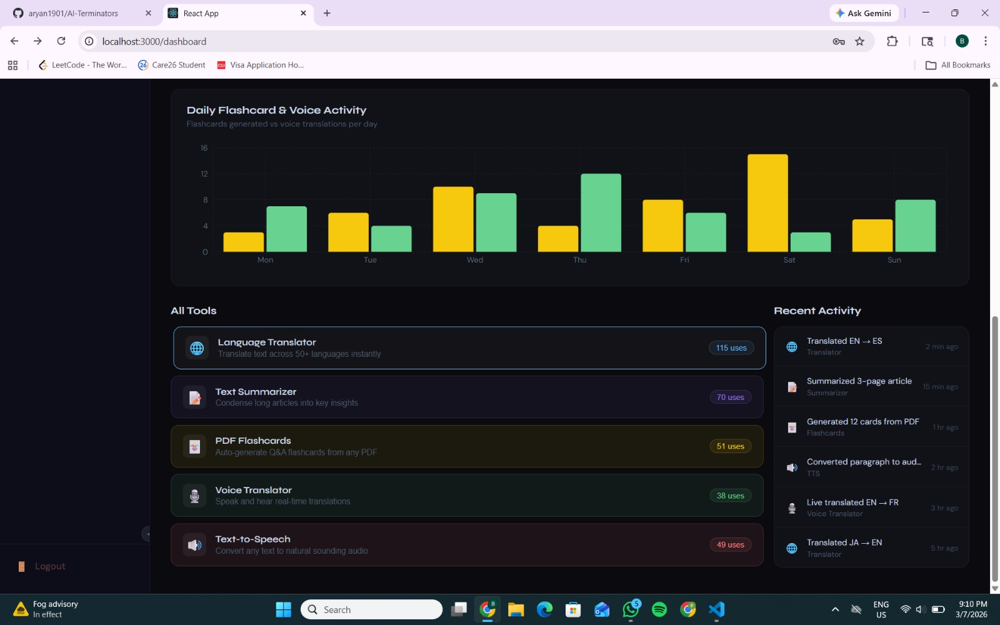 aryan1901/AI-Terminators
React App
Ask Gemini
localhost:3000/dashboard
B
LeetCode - The Wor...
26 Care26 Student
CGI Visa Application Ho...
All Bookmarks
Daily Flashcard & Voice Activity
Flashcards generated vs voice translations per day
16
12
8
4
0
Mon Tue Wed Thu Fri Sat Sun
All Tools
Language Translator
Translate text across 50+ languages instantly
115 uses
Text Summarizer
Condense long articles into key insights
70 uses
PDF Flashcards
Auto-generate Q&A flashcards from any PDF
51 uses
Voice Translator
Speak and hear real-time translations
38 uses
Text-to-Speech
Convert any text to natural sounding audio
49 uses
Recent Activity
Translated EN → ES
Translator
2 min ago
Summarized 3-page article
Summarizer
15 min ago
Generated 12 cards from PDF
Flashcards
1 hr ago
Converted paragraph to aud...
TTS
2 hr ago
Live translated EN → FR
Voice Translator
3 hr ago
Translated JA → EN
Translator
5 hr ago
Logout
Fog advisory
In effect
Search
B
5
ENG
US
9:10 PM
3/7/2026